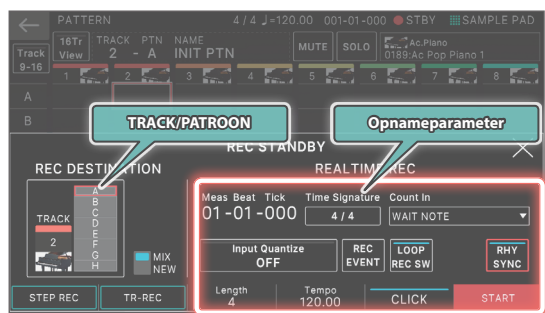 PATTERN 4 / 4 ♩=120.00 001-01-000 STBY SAMPLE PAD
16Tr View TRACK PTN NAME
2 - A INIT PTN MUTE SOLO Ac.Piano
0189:Ac Pop Piano 1
Track 9-16
1 2 3 4 5 6 7 8
A
B
TRACK/PATROON Opnameparameter
REC STANDBY
REC DESTINATION REALTIME REC
Meas Beat Tick Time Signature Count In
01 -01 -000 4 / 4 WAIT NOTE
A
B
C
D
E
F
G
H
TRACK
2
MIX
NEW
Input Quantize
OFF
REC EVENT
LOOP REC SW
RHY SYNC
Length Tempo
4 120.00 CLICK START
STEP REC TR-REC